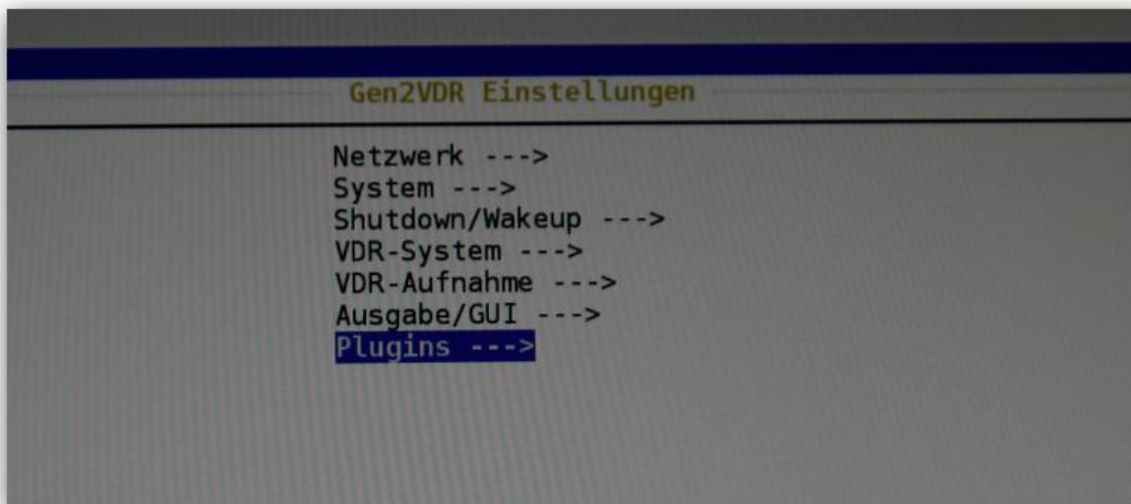 Gen2VDR Einstellungen
Netzwerk --->
System --->
Shutdown/Wakeup --->
VDR-System --->
VDR-Aufnahme --->
Ausgabe/GUI --->
Plugins --->